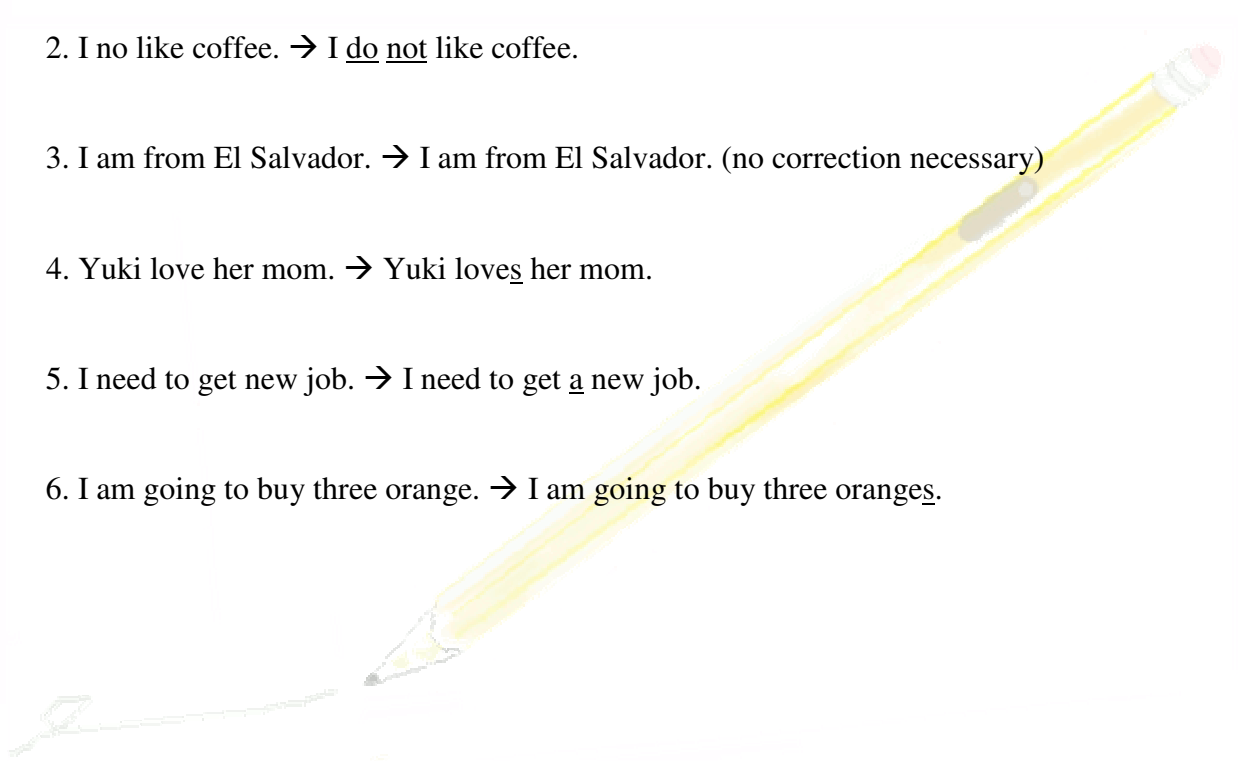 2. I no like coffee. → I do not like coffee.
3. I am from El Salvador. → I am from El Salvador. (no correction necessary)
4. Yuki love her mom. → Yuki loves her mom.
5. I need to get new job. → I need to get a new job.
6. I am going to buy three orange. → I am going to buy three oranges.